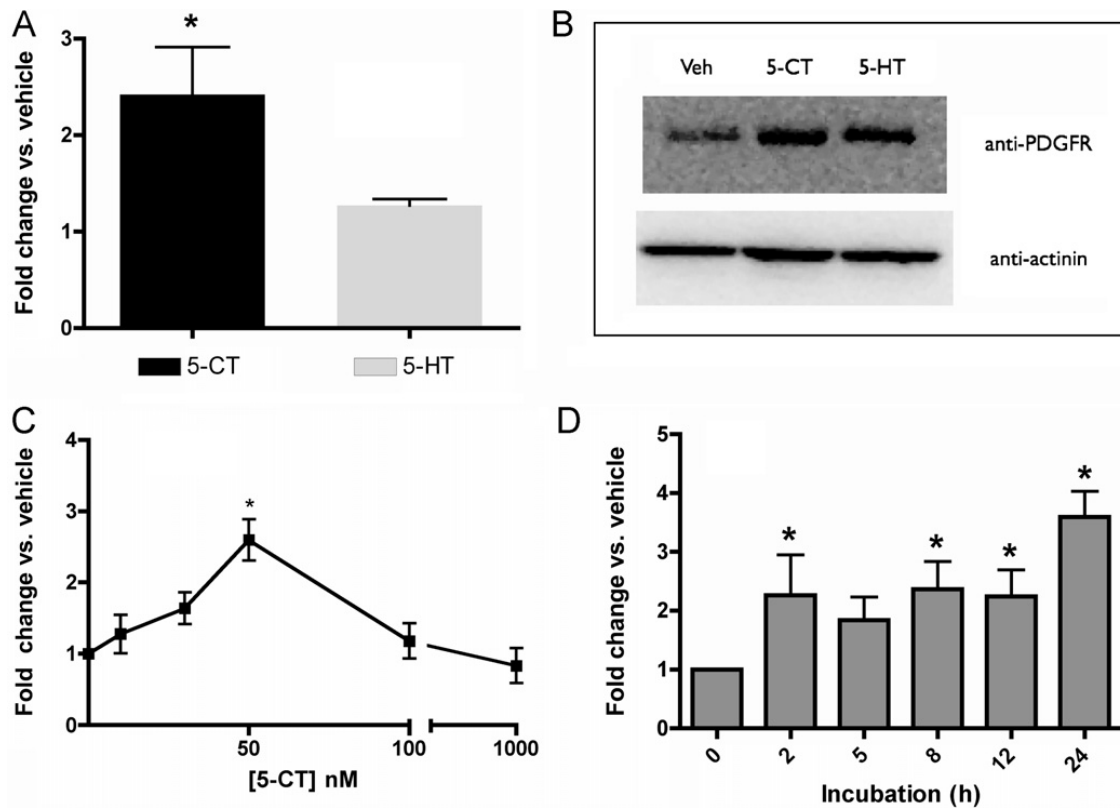 A
Fold change vs. vehicle
3
2
1
0
*
5-CT
5-HT
B
Veh 5-CT 5-HT
anti-PDGFR
anti-actinin
C
Fold change vs. vehicle
4
3
2
1
0
*
50 100 1000
[5-CT] nM
D
Fold change vs. vehicle
5
4
3
2
1
0
* * * *
0 2 5 8 12 24
Incubation (h)